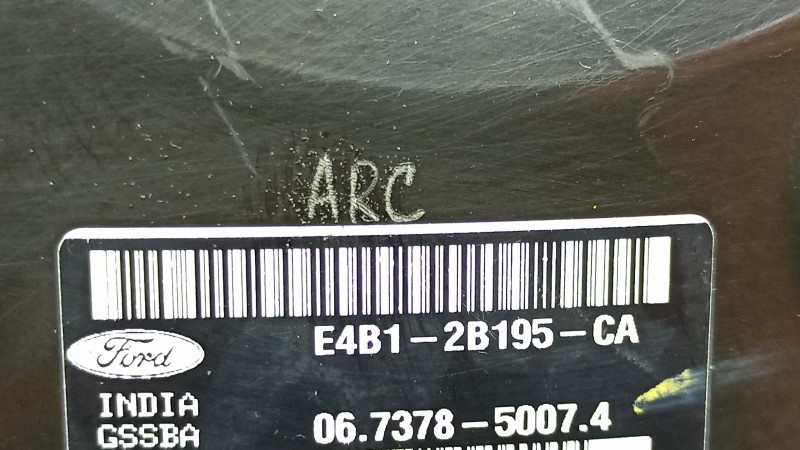 ARC
E4B1-2B195-CA
Ford
INDIA
06.7378-5007.4
GSSBA